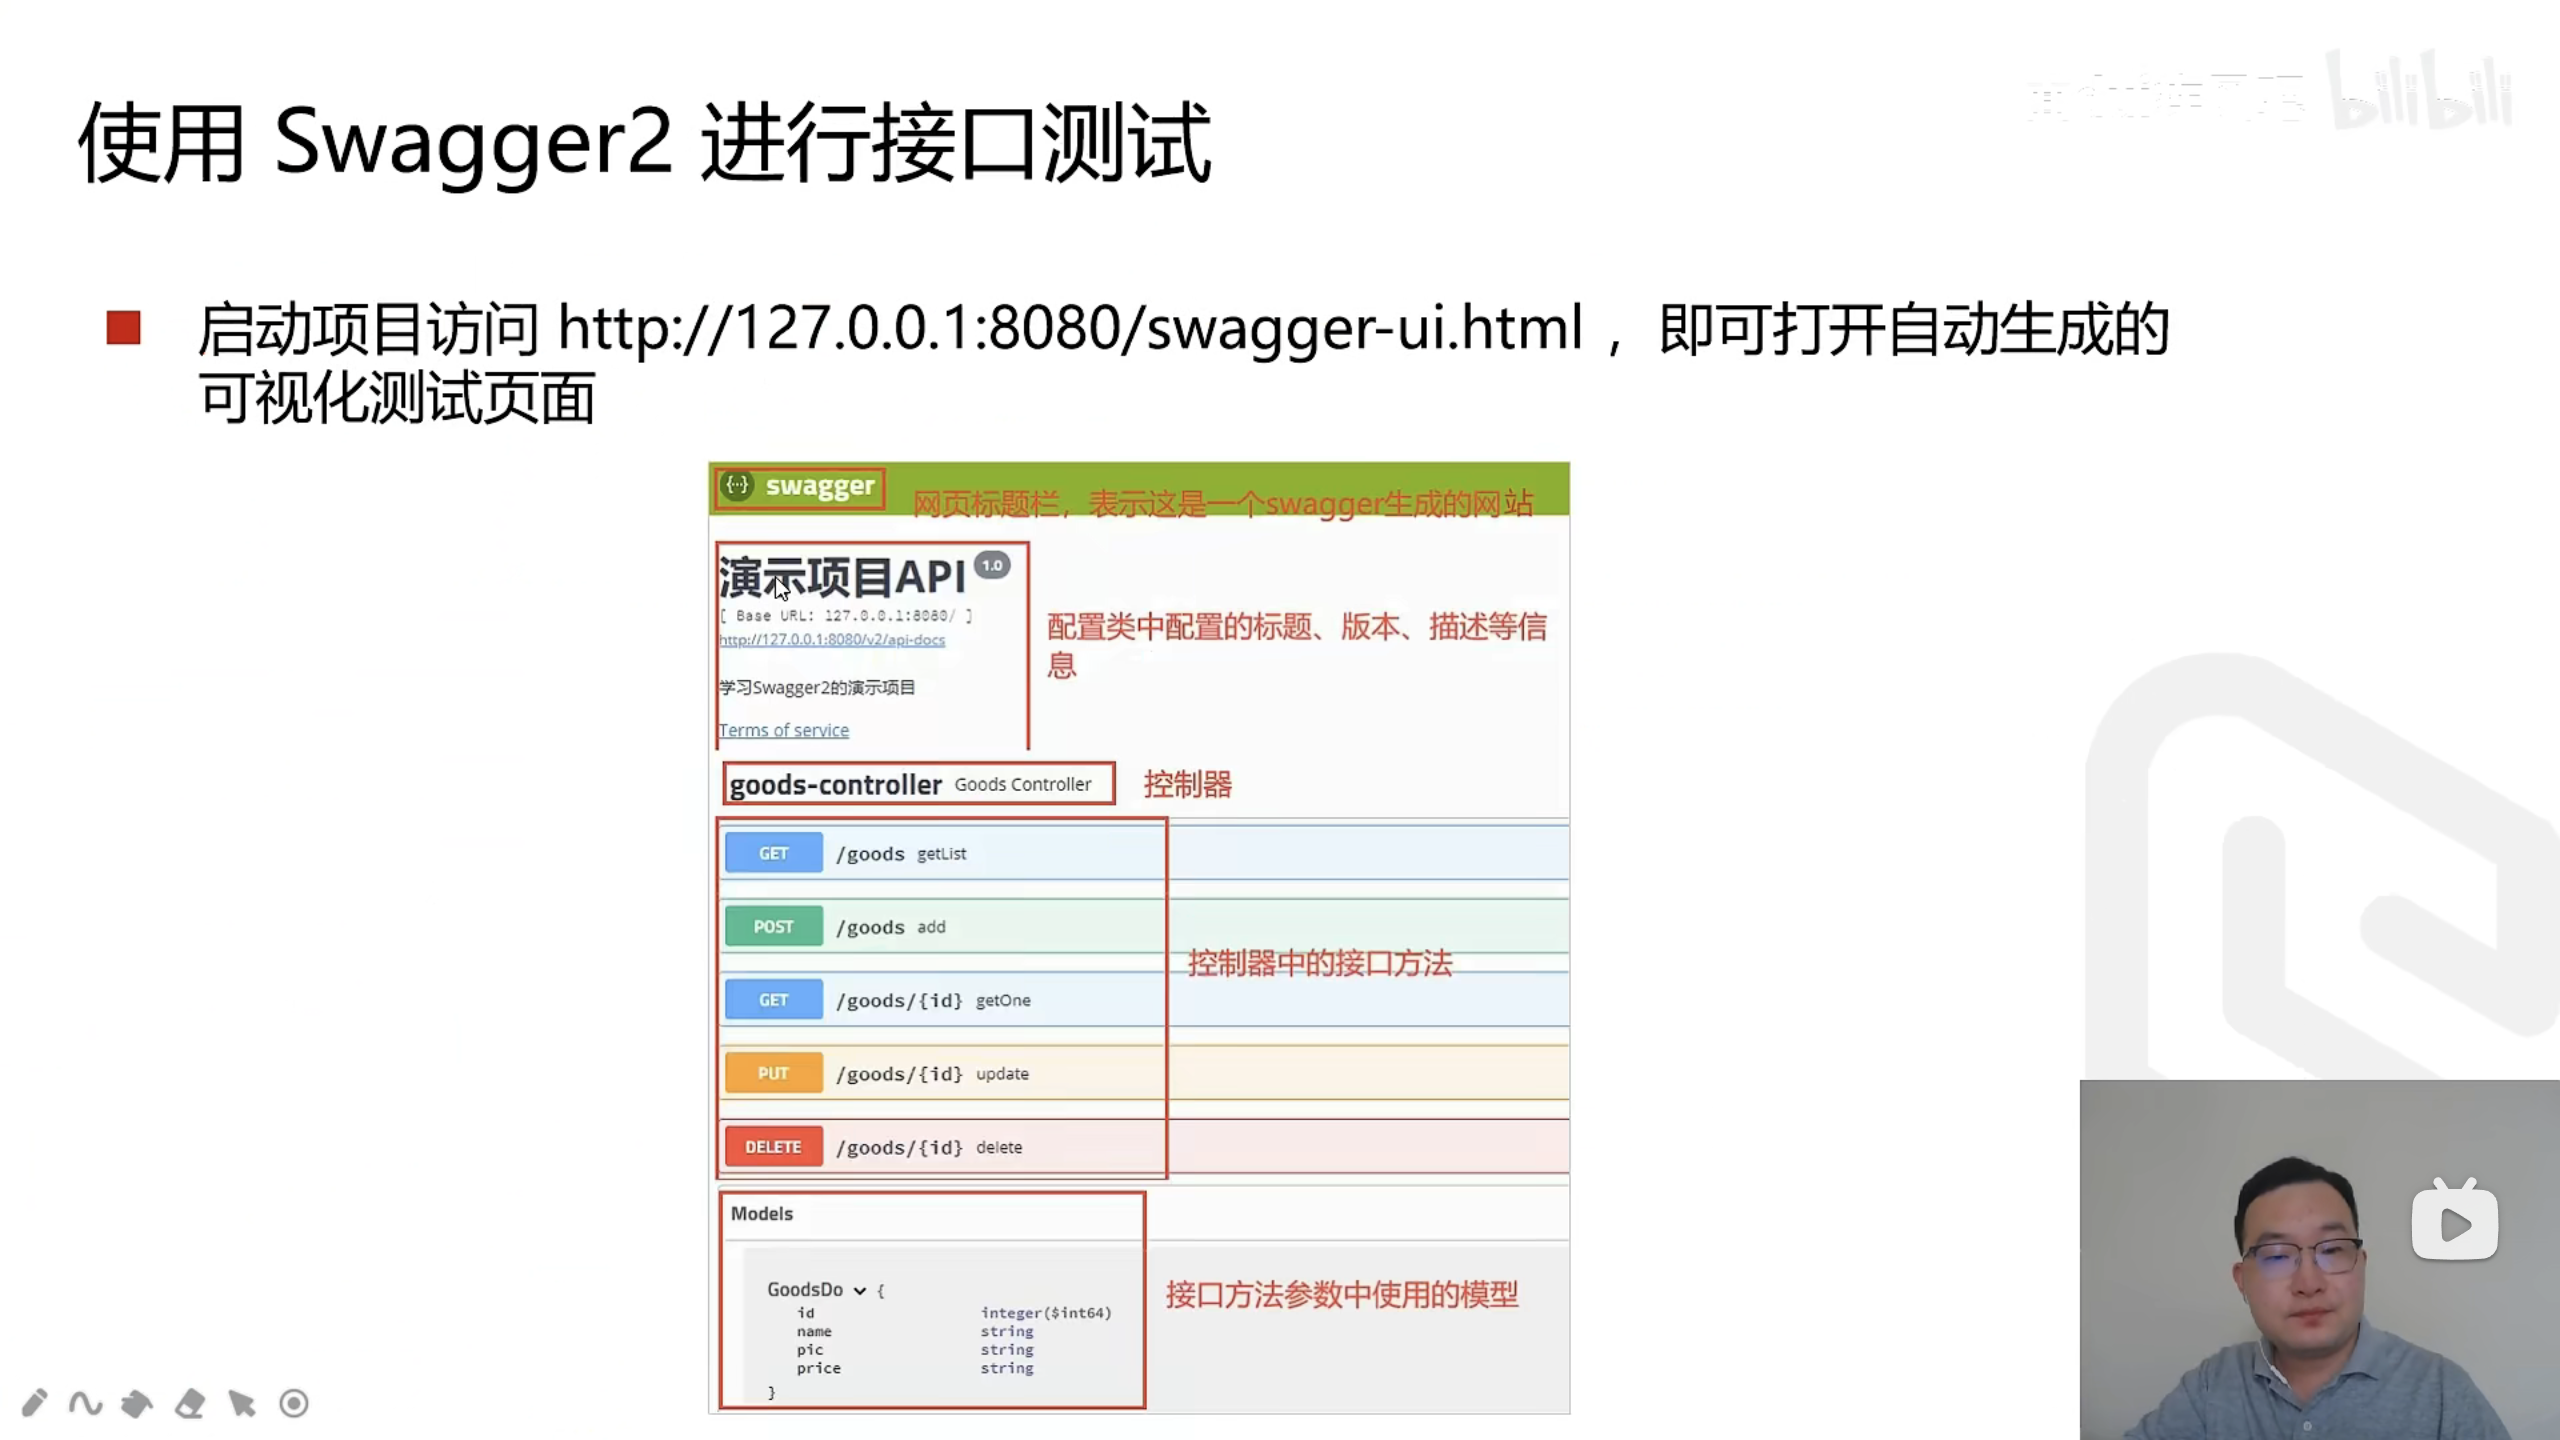 使用 Swagger2 进行接口测试
bilibili
启动项目访问 http://127.0.0.1:8080/swagger-ui.html ，即可打开自动生成的
可视化测试页面
{···} swagger
网页标题栏，表示这是一个swagger生成的网站
演示项目API 1.0
[ Base URL: 127.0.0.1:8080/ ]
http://127.0.0.1:8080/v2/api-docs
配置类中配置的标题、版本、描述等信
息
学习Swagger2的演示项目
Terms of service
goods-controller Goods Controller
控制器
GET /goods getList
POST /goods add
控制器中的接口方法
GET /goods/{id} getOne
PUT /goods/{id} update
DELETE /goods/{id} delete
Models
GoodsDo {
id integer($int64)
name string
pic string
price string
}
接口方法参数中使用的模型